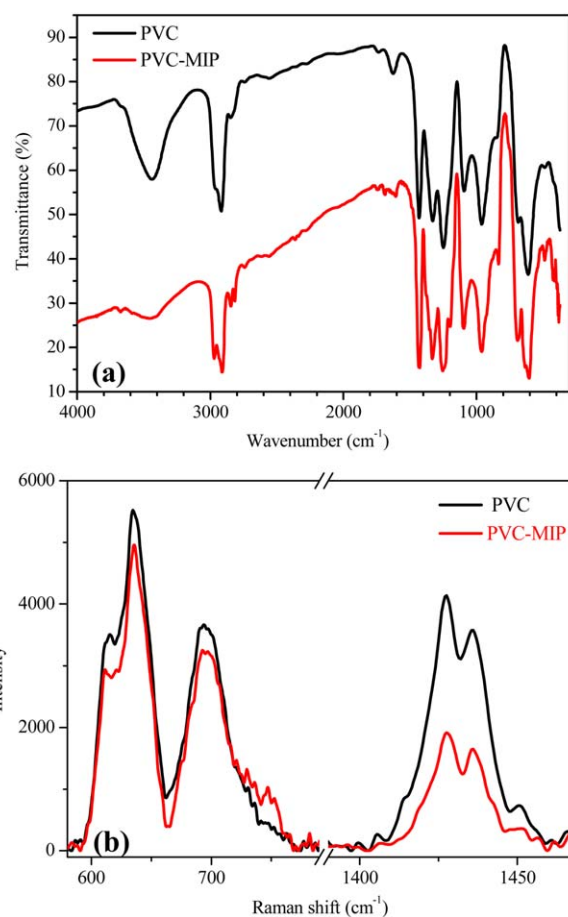 PVC
PVC-MIP
90
80
70
60
50
40
30
20
10
Transmittance (%)
(a)
4000 3000 2000 1000
Wavenumber (cm⁻¹)
6000
4000
2000
0
PVC
PVC-MIP
(b)
600 700 1400 1450
Raman shift (cm⁻¹)